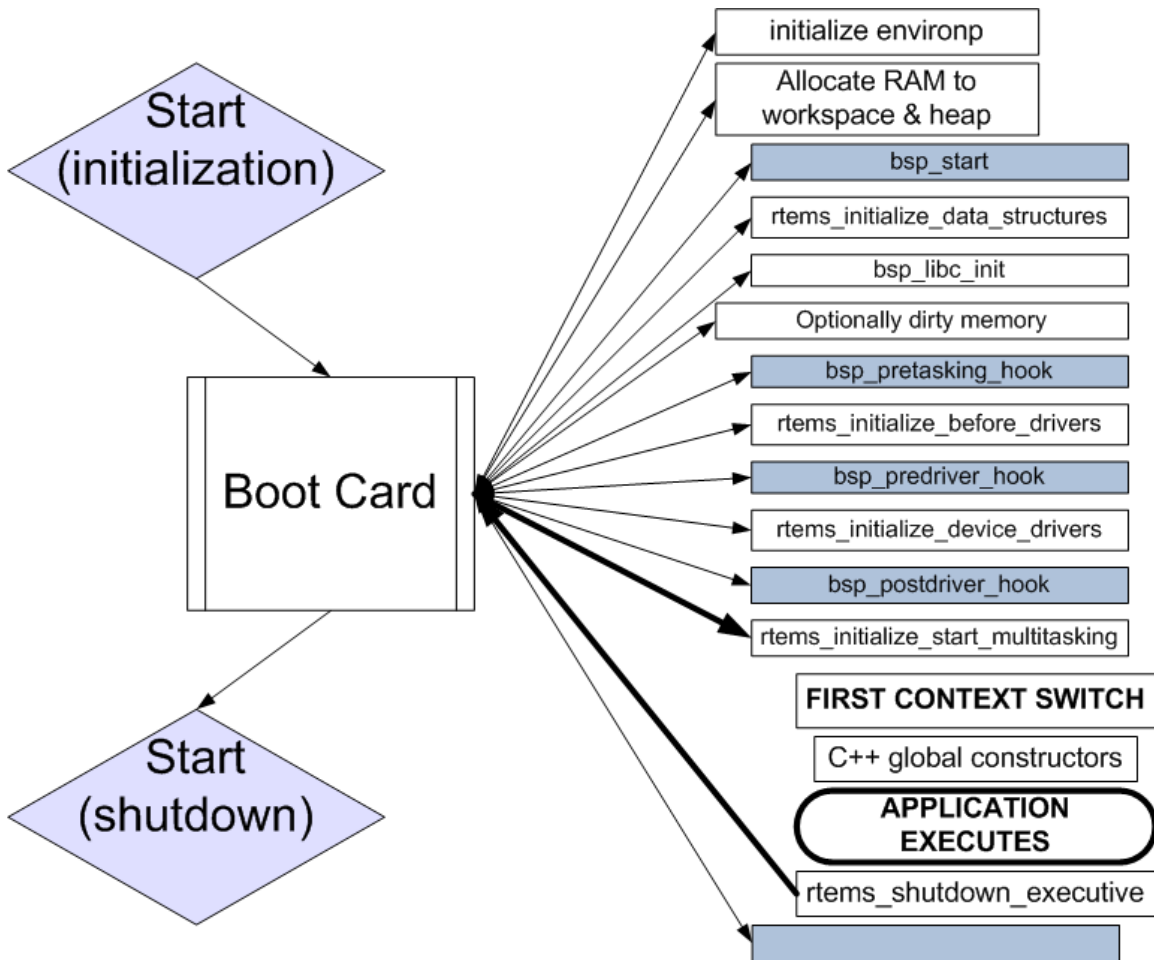 Start
(initialization)
Boot Card
Start
(shutdown)
initialize environp
Allocate RAM to
workspace & heap
bsp_start
rtems_initialize_data_structures
bsp_libc_init
Optionally dirty memory
bsp_pretasking_hook
rtems_initialize_before_drivers
bsp_predriver_hook
rtems_initialize_device_drivers
bsp_postdriver_hook
rtems_initialize_start_multitasking
FIRST CONTEXT SWITCH
C++ global constructors
APPLICATION
EXECUTES
rtems_shutdown_executive